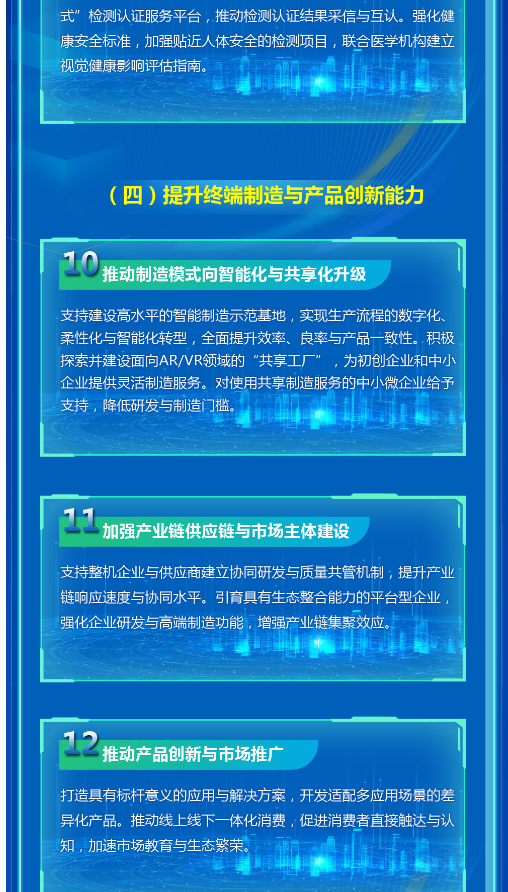 式”检测认证服务平台，推动检测认证结果采信与互认。强化健
康安全标准，加强贴近人体安全的检测项目，联合医学机构建立
视觉健康影响评估指南。
（四）提升终端制造与产品创新能力
10 推动制造模式向智能化与共享化升级
支持建设高水平的智能制造示范基地，实现生产流程的数字化、
柔性化与智能化转型，全面提升效率、良率与产品一致性。积极
探索并建设面向AR/VR领域的“共享工厂”，为初创企业和中小
企业提供灵活制造服务。对使用共享制造服务的中小微企业给予
支持，降低研发与制造门槛。
11 加强产业链供应链与市场主体建设
支持整机企业与供应商建立协同研发与质量共管机制，提升产业
链响应速度与协同水平。引育具有生态整合能力的平台型企业，
强化企业研发与高端制造功能，增强产业链集聚效应。
12 推动产品创新与市场推广
打造具有标杆意义的应用与解决方案，开发适配多应用场景的差
异化产品。推动线上线下一体化消费，促进消费者直接触达与认
知，加速市场教育与生态繁荣。